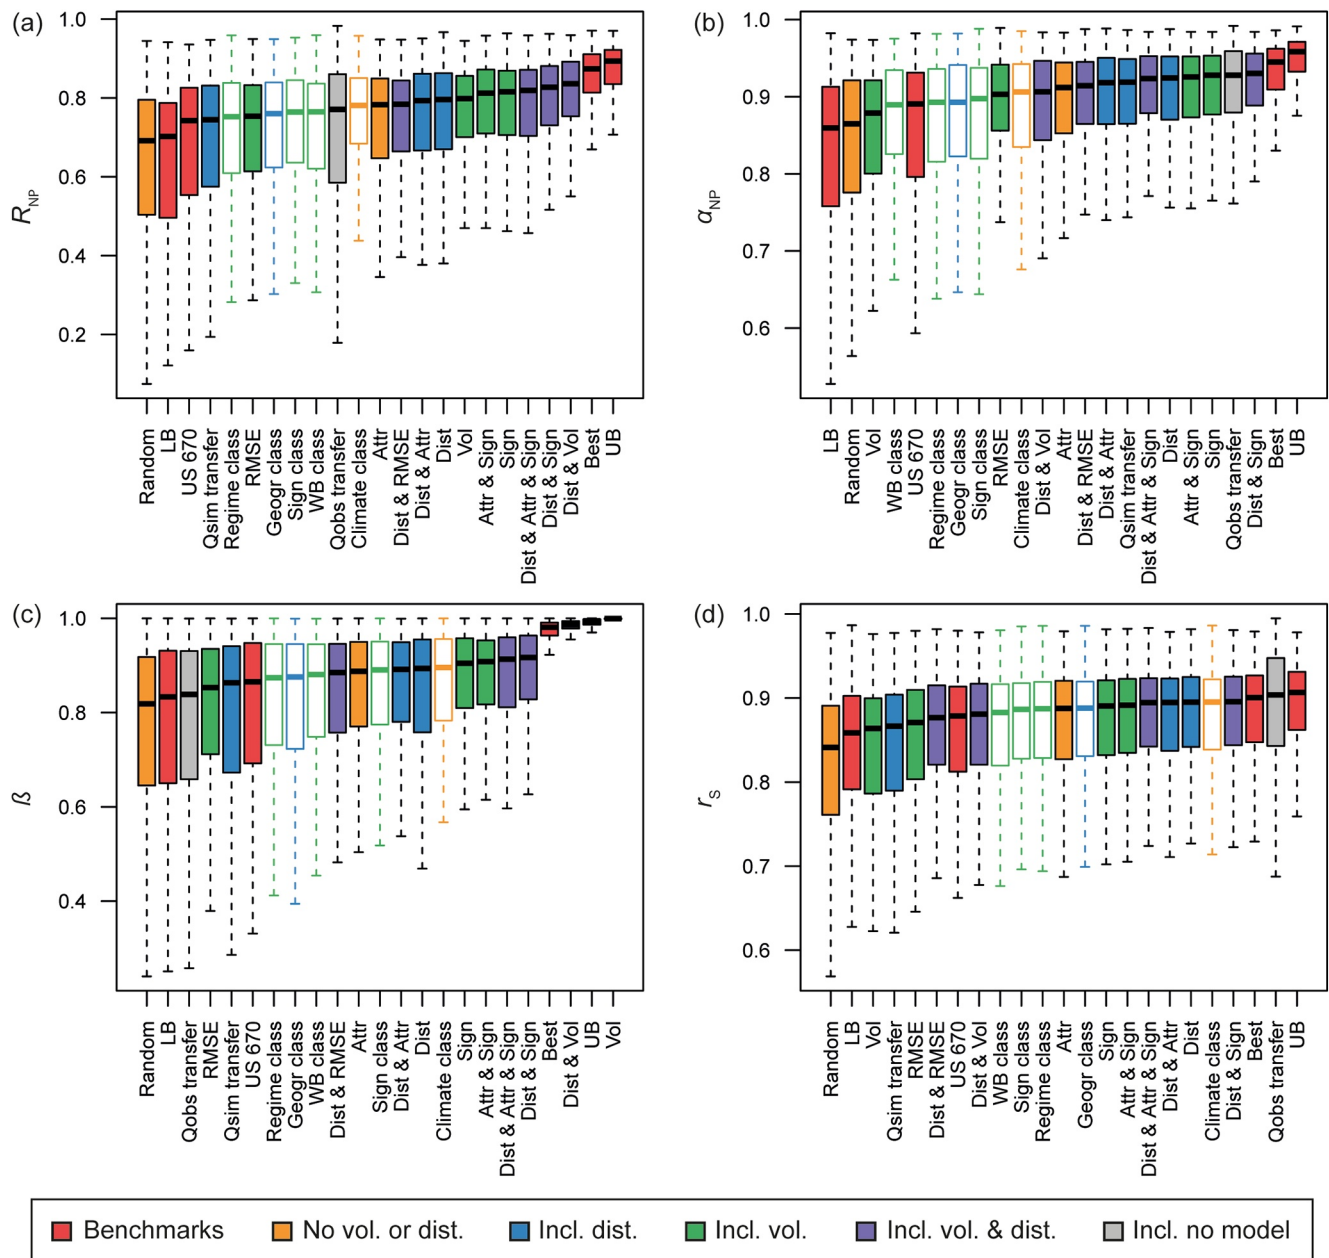 (a)
1.0
0.8
0.6
0.4
0.2
R NP
Random
LB
US 670
Qsim transfer
Regime class
RMSE
Geogr class
Sign class
WB class
Qobs transfer
Climate class
Attr
Dist & RMSE
Dist & Attr
Dist
Vol
Attr & Sign
Sign
Dist & Attr & Sign
Dist & Sign
Dist & Vol
Best
UB
(b)
1.0
0.9
0.8
0.7
0.6
α NP
LB
Random
Vol
WB class
US 670
Regime class
Geogr class
Sign class
RMSE
Climate class
Dist & Vol
Attr
Dist & RMSE
Dist & Attr
Qsim transfer
Dist & Attr & Sign
Dist
Attr & Sign
Sign
Qobs transfer
Dist & Sign
Best
UB
(c)
1.0
0.8
0.6
0.4
ß
Random
LB
Qobs transfer
RMSE
Qsim transfer
US 670
Regime class
Geogr class
WB class
Dist & RMSE
Attr
Sign class
Dist & Attr
Dist
Climate class
Sign
Attr & Sign
Dist & Attr & Sign
Dist & Sign
Best
Dist & Vol
UB
Vol
(d)
1.0
0.9
0.8
0.7
0.6
r S
Random
LB
Vol
Qsim transfer
RMSE
Dist & RMSE
US 670
Dist & Vol
WB class
Sign class
Regime class
Attr
Geogr class
Sign
Attr & Sign
Dist & Attr & Sign
Dist & Attr
Dist
Climate class
Dist & Sign
Best
Qobs transfer
UB
Benchmarks
No vol. or dist.
Incl. dist.
Incl. vol.
Incl. vol. & dist.
Incl. no model